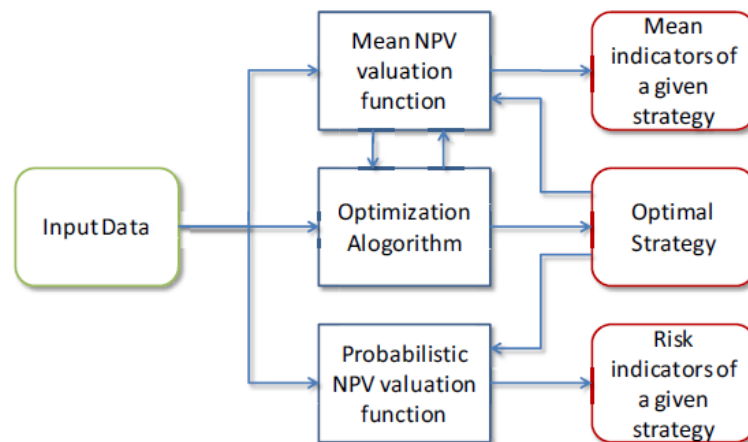 Mean NPV
valuation
function
Mean
indicators of
a given
strategy
Input Data
Optimization
Alogorithm
Optimal
Strategy
Probabilistic
NPV valuation
function
Risk
indicators of
a given
strategy